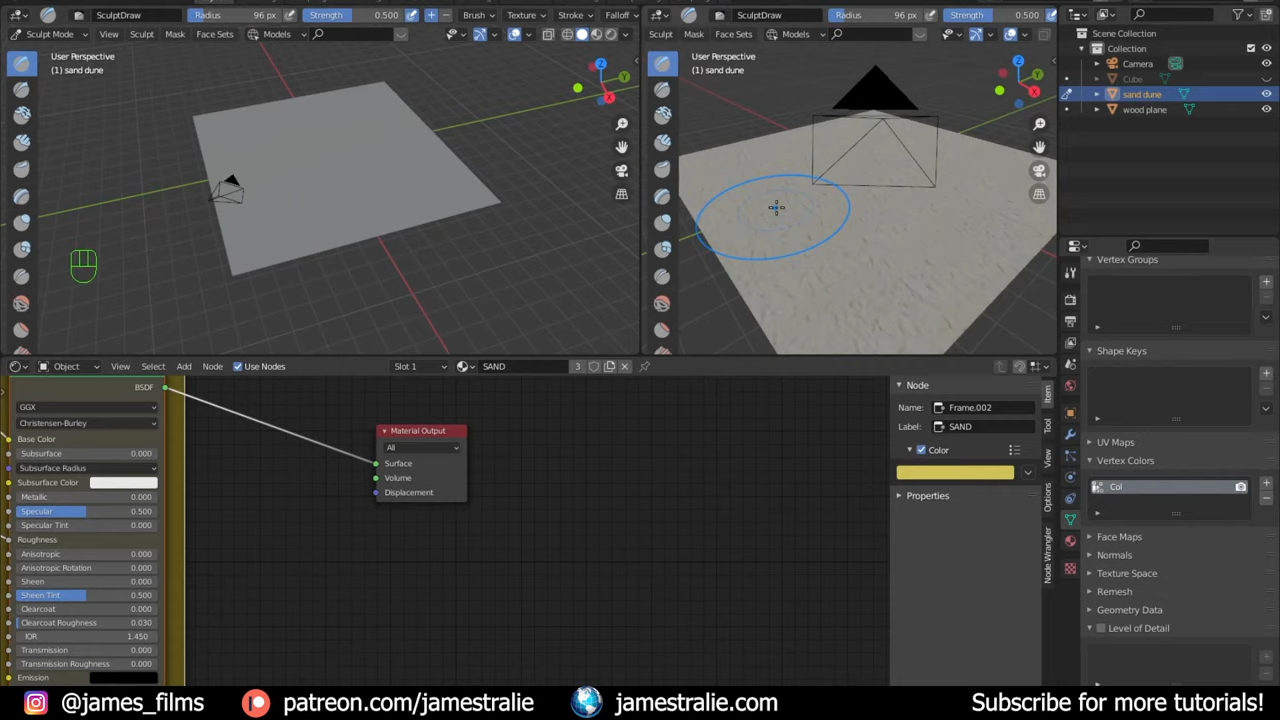 SculptDraw Radius 96 px Strength 0.500 Brush Texture Stroke Falloff
Sculpt Mode View Sculpt Mask Face Sets Models
User Perspective
(1) sand dune
Z
Y
X
SculptDraw Radius 96 px Strength 0.500
Sculpt Mask Face Sets Models
User Perspective
(1) sand dune
Z
Y
X
Scene Collection
Collection
Camera
Cube
sand dune
wood plane
Object View Select Add Node Use Nodes Slot 1 SAND 3
BSDF
GGX
Christensen-Burley
Base Color
Subsurface 0.000
Subsurface Radius
Subsurface Color
Metallic 0.000
Specular 0.500
Specular Tint 0.000
Roughness
Anisotropic 0.000
Anisotropic Rotation 0.000
Sheen 0.000
Sheen Tint 0.500
Clearcoat 0.000
Clearcoat Roughness 0.030
IOR 1.450
Transmission 0.000
Transmission Roughness 0.000
Emission
Material Output
All
Surface
Volume
Displacement
Node
Name: Frame.002
Label: SAND
Color
Properties
Item
Tool
View
Options
Node Wrangler
Vertex Groups
Shape Keys
UV Maps
Vertex Colors
Col
Face Maps
Normals
Texture Space
Remesh
Geometry Data
Level of Detail
@james_films patreon.com/jamestralie jamestralie.com Subscribe for more tutorials!